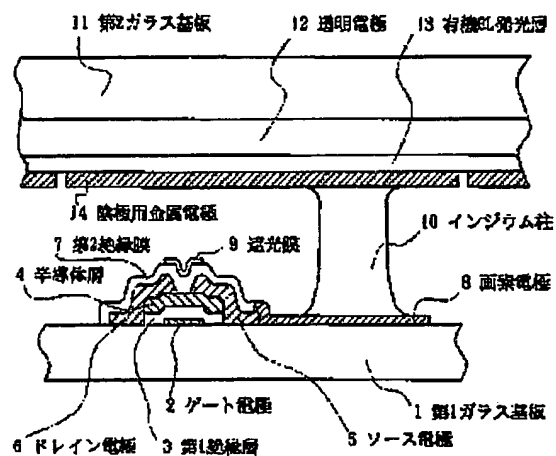 11 第2ガラス基板
12 透明電極
13 有機EL発光層
14 陰極用金属電極
7 第2絶縁膜
9 遮光膜
10 インジウム柱
4 半導体層
8 画素電極
2 ゲート電極
1 第1ガラス基板
6 ドレイン電極
3 第1絶縁層
5 ソース電極